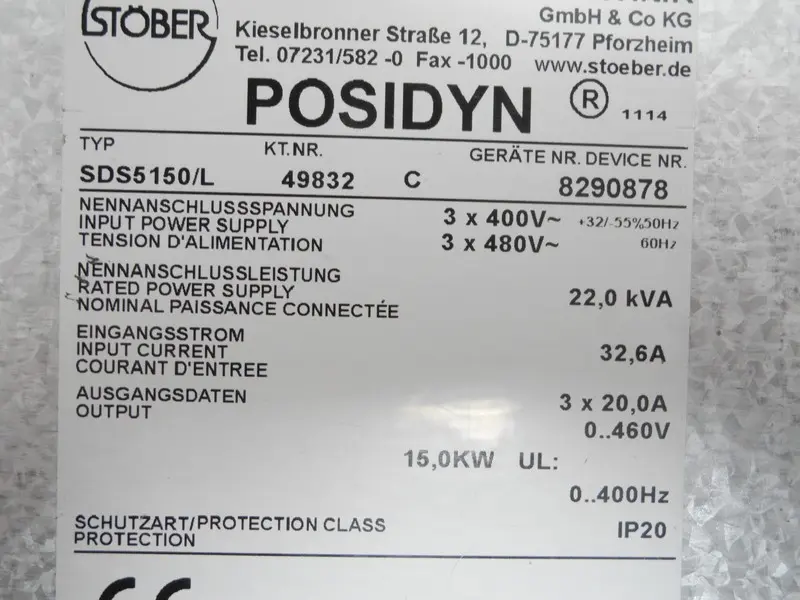 STÖBER
GmbH & Co KG
Kieselbronner Straße 12, D-75177 Pforzheim
Tel. 07231/582 -0 Fax -1000 www.stoeber.de
POSIDYN ® 1114
TYP KT.NR. GERÄTE NR. DEVICE NR.
SDS5150/L 49832 C 8290878
NENNANSCHLUSSSPANNUNG 3 x 400V~ +32/-55%50Hz
INPUT POWER SUPPLY
TENSION D'ALIMENTATION 3 x 480V~ 60Hz
NENNANSCHLUSSLEISTUNG
RATED POWER SUPPLY 22,0 kVA
NOMINAL PAISSANCE CONNECTÉE
EINGANGSSTROM
INPUT CURRENT 32,6A
COURANT D'ENTREE
AUSGANGSDATEN 3 x 20,0A
OUTPUT
0..460V
15,0KW UL:
0..400Hz
SCHUTZART/PROTECTION CLASS IP20
PROTECTION
CE